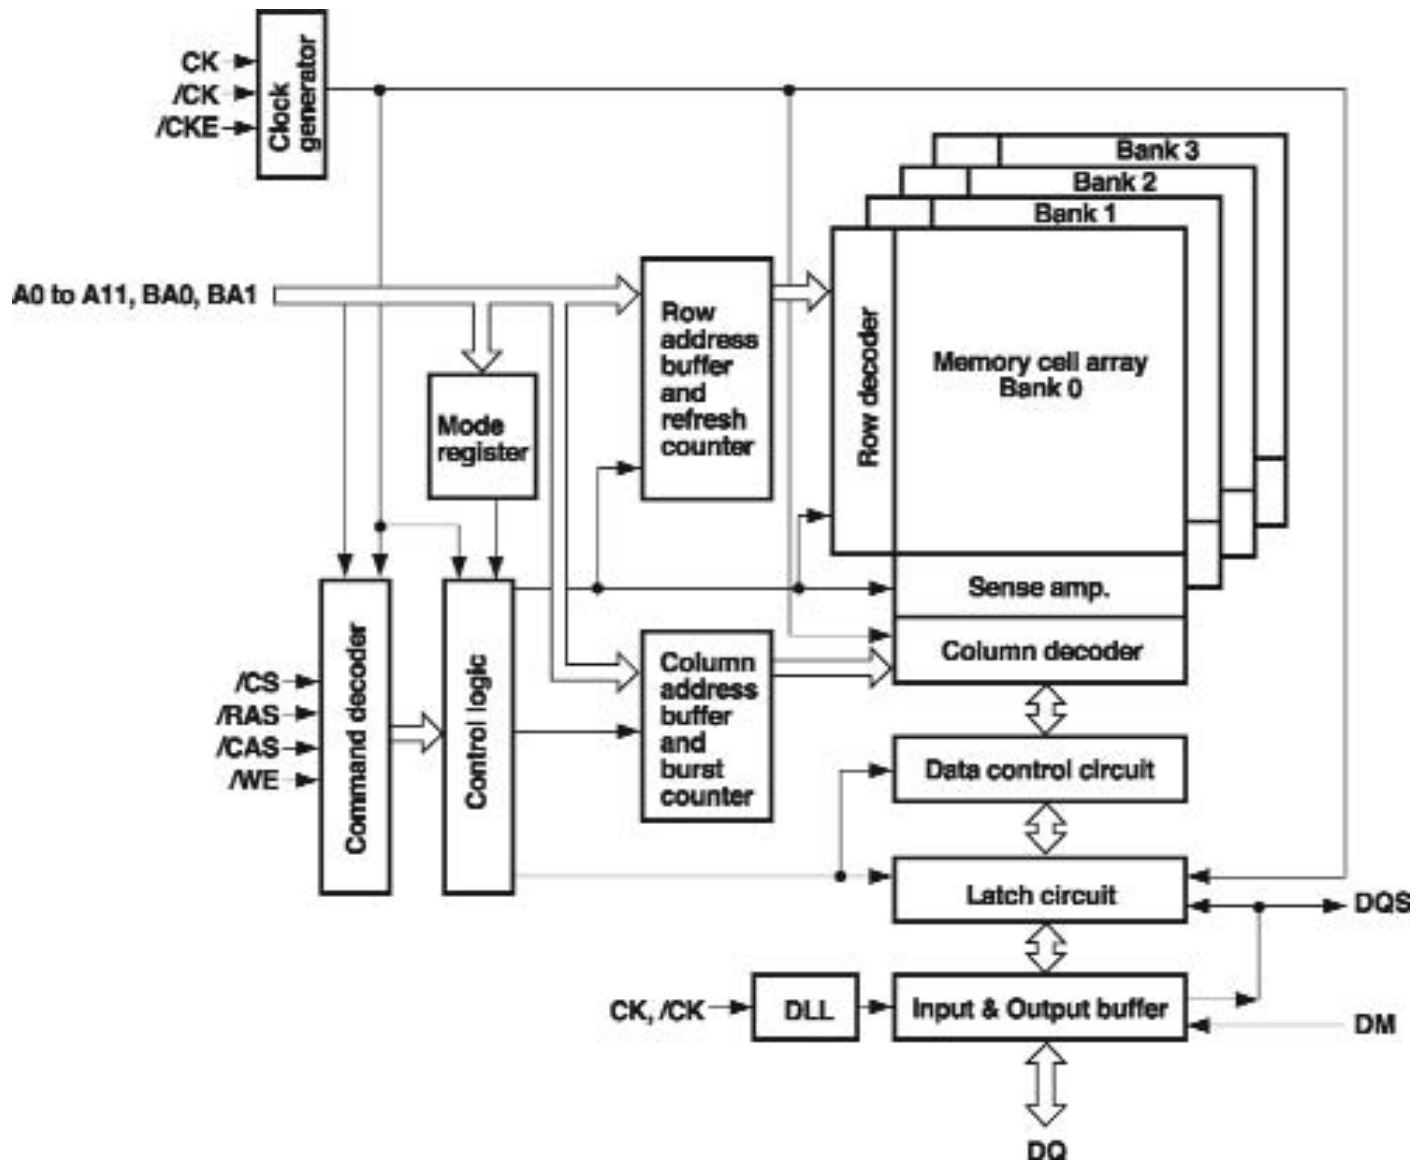 CK
/CK
/CKE
Clock
generator
Bank 3
Bank 2
Bank 1
A0 to A11, BA0, BA1
Row
address
buffer
and
refresh
counter
Row decoder
Memory cell array
Bank 0
Mode
register
Sense amp.
Column decoder
Command decoder
Control logic
Column
address
buffer
and
burst
counter
/CS
/RAS
/CAS
/WE
Data control circuit
Latch circuit
DQS
CK, /CK
DLL
Input & Output buffer
DM
DQ